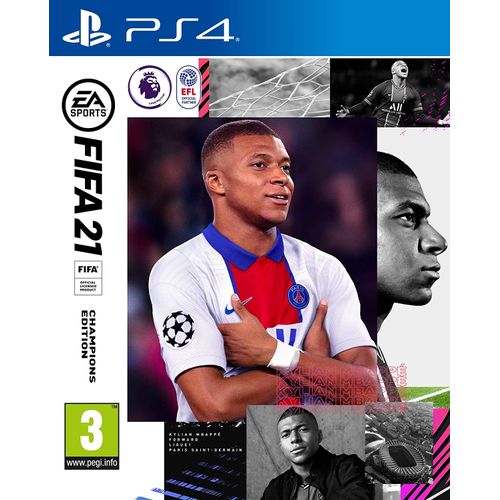 PS4
EA
SPORTS
FIFA 21
FIFA
OFFICIAL
LICENSED
PRODUCT
CHAMPIONS
EDITION
EFL
OFFICIAL
PARTNER
KYLIAN MBAPPÉ
KYLIAN MBAPPÉ
FORWARD
LIGUE1
PARIS SAINT-GERMAIN
3
www.pegi.info